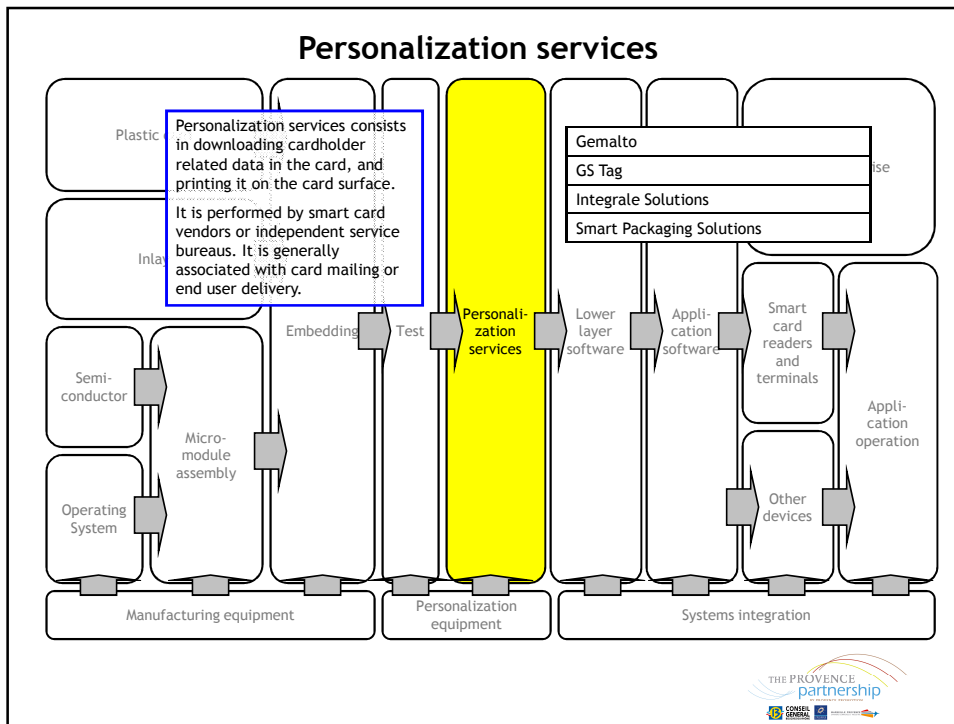 Personalization services
Plastic
Personalization services consists
in downloading cardholder
related data in the card, and
printing it on the card surface.
It is performed by smart card
vendors or independent service
bureaus. It is generally
associated with card mailing or
end user delivery.
Gemalto
GS Tag
Integrale Solutions
Smart Packaging Solutions
ise
Inlay
Embedding
Test
Personali-
zation
services
Lower
layer
software
Appli-
cation
software
Smart
card
readers
and
terminals
Semi-
conductor
Micro-
module
assembly
Appli-
cation
operation
Operating
System
Other
devices
Manufacturing equipment
Personalization
equipment
Systems integration
THE PROVENCE
partnership
CONSEIL
GENERAL